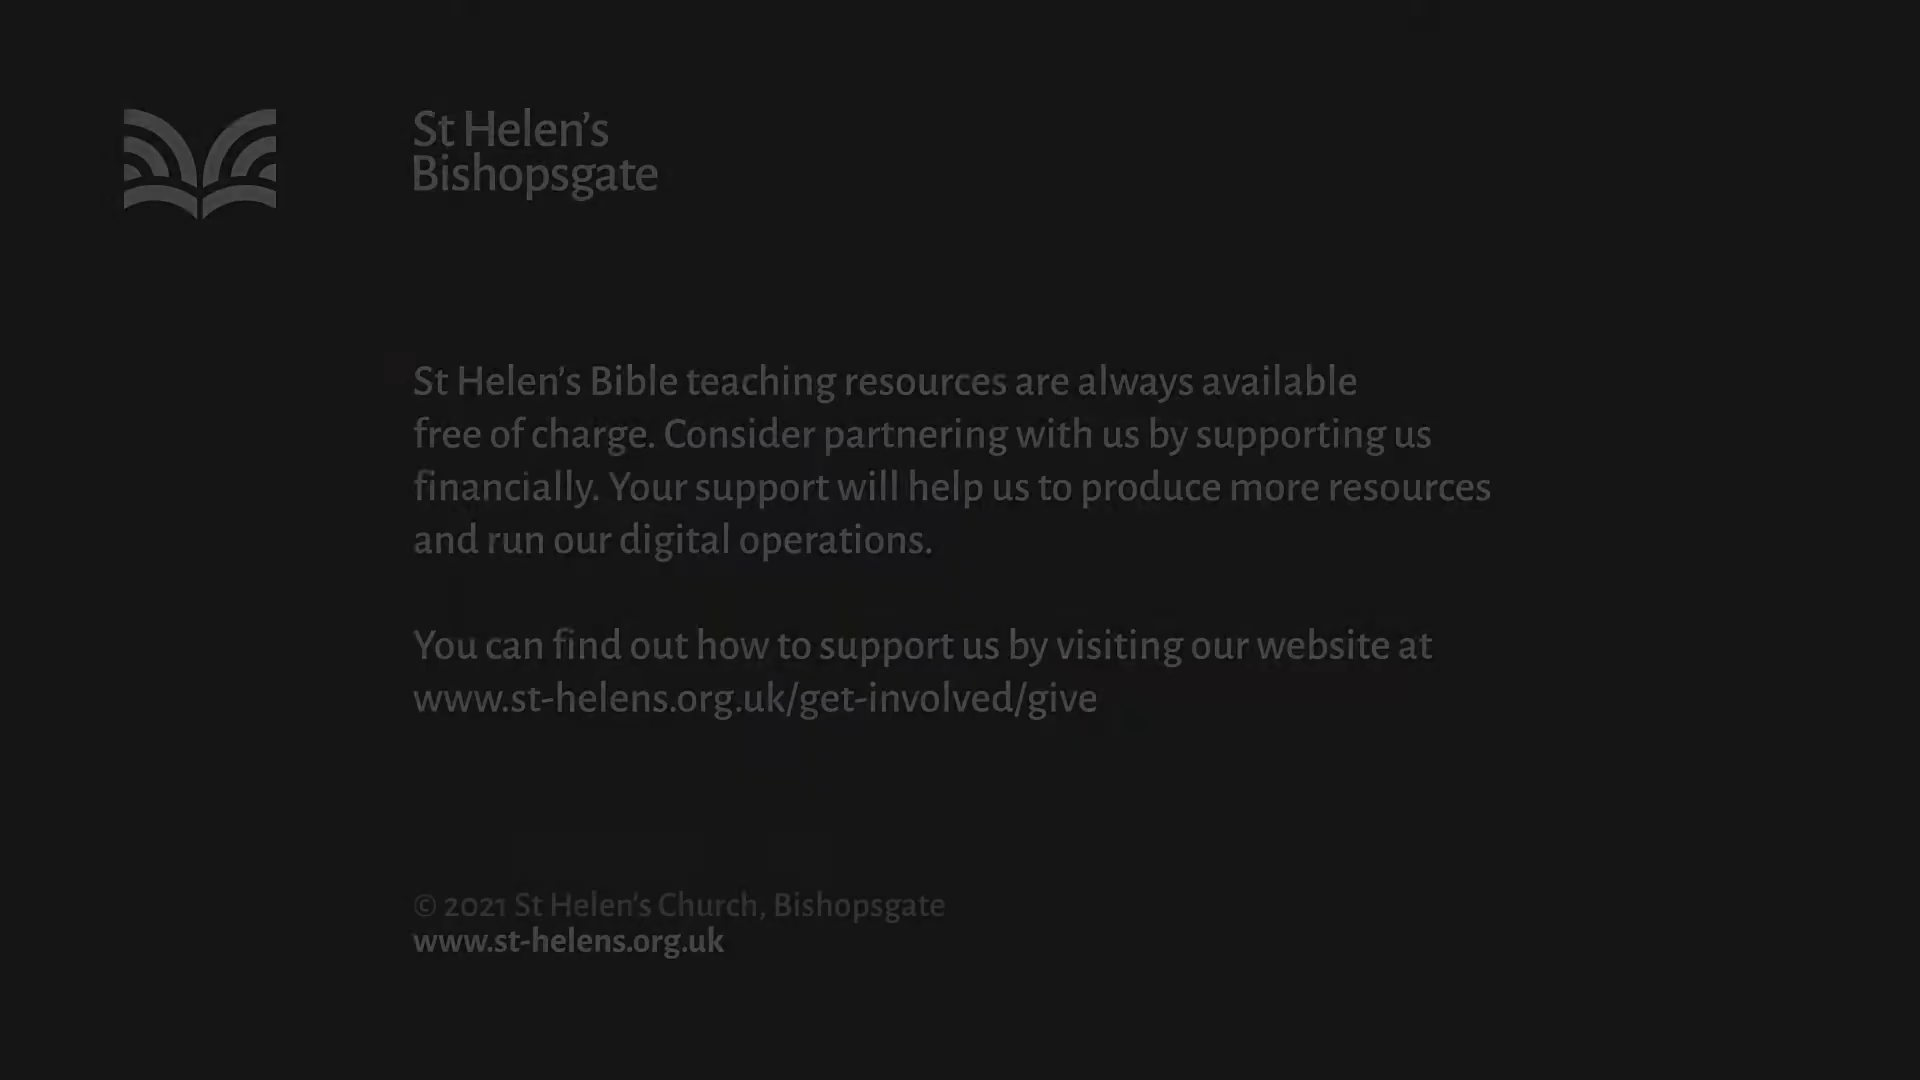 St Helen’s
Bishopsgate
St Helen’s Bible teaching resources are always available
free of charge. Consider partnering with us by supporting us
financially. Your support will help us to produce more resources
and run our digital operations.
You can find out how to support us by visiting our website at
www.st-helens.org.uk/get-involved/give
© 2021 St Helen’s Church, Bishopsgate
www.st-helens.org.uk